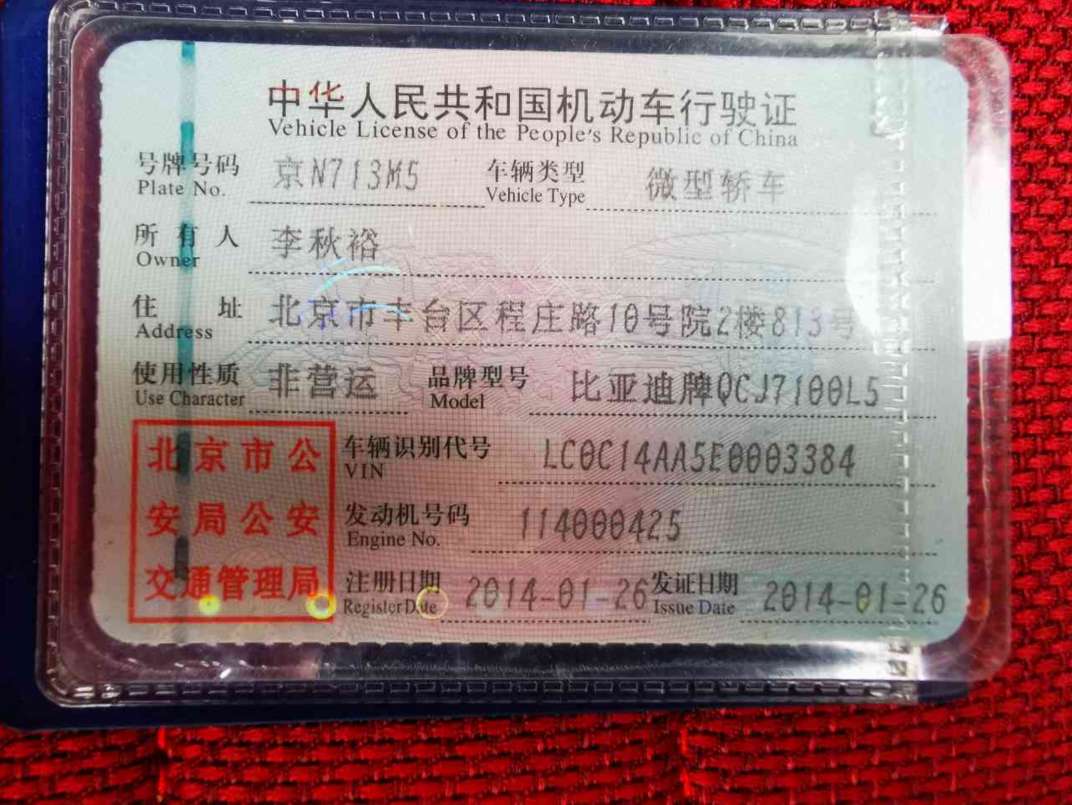 中华人民共和国机动车行驶证
Vehicle License of the People's Republic of China
号牌号码 京N713M5 车辆类型 微型轿车
Plate No. Vehicle Type
所有人 李秋裕
Owner
住址 北京市丰台区程庄路10号院2楼813号
Address
使用性质 非营运 品牌型号 比亚迪牌QCJ7100L5
Use Character Model
北京市公安局公安交通管理局
车辆识别代号 LC0C14AA5E0003384
VIN
发动机号码 114000425
Engine No.
注册日期 2014-01-26 发证日期 2014-01-26
Register Date Issue Date